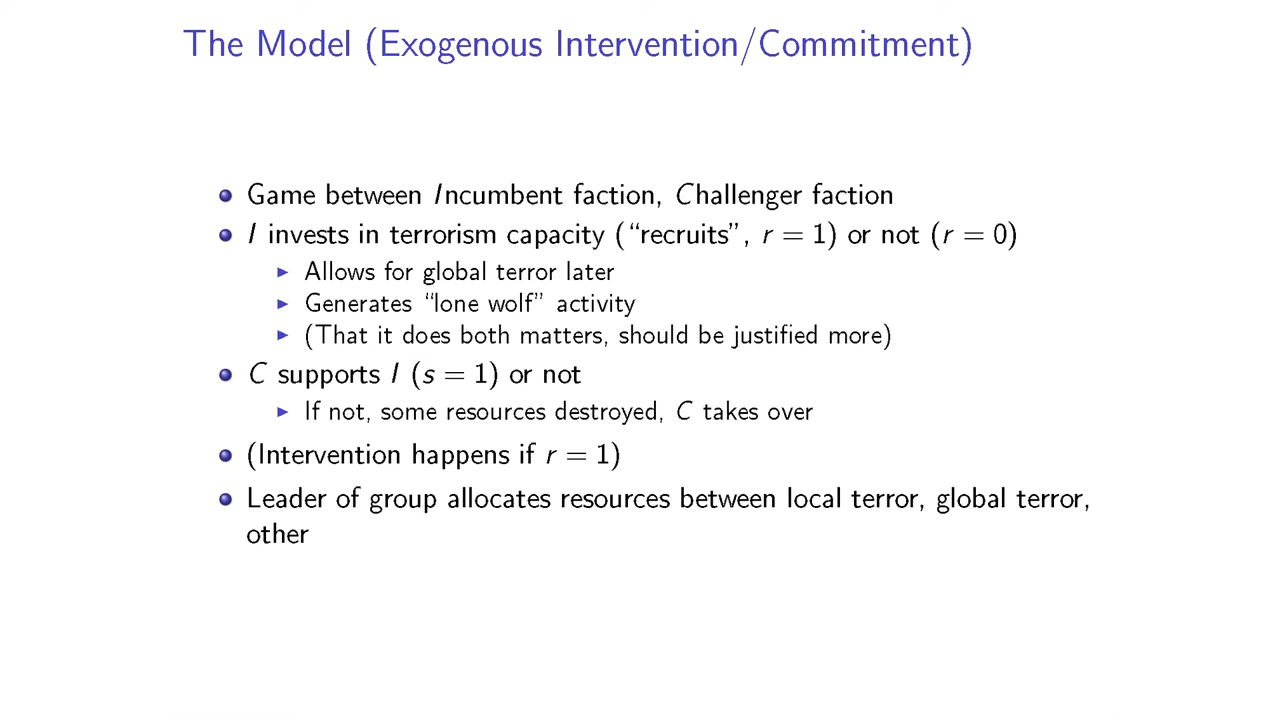 The Model (Exogenous Intervention/Commitment)
Game between Incumbent faction, Challenger faction
I invests in terrorism capacity (“recruits”, r = 1) or not (r = 0)
Allows for global terror later
Generates “lone wolf” activity
(That it does both matters, should be justified more)
C supports I (s = 1) or not
If not, some resources destroyed, C takes over
(Intervention happens if r = 1)
Leader of group allocates resources between local terror, global terror,
other